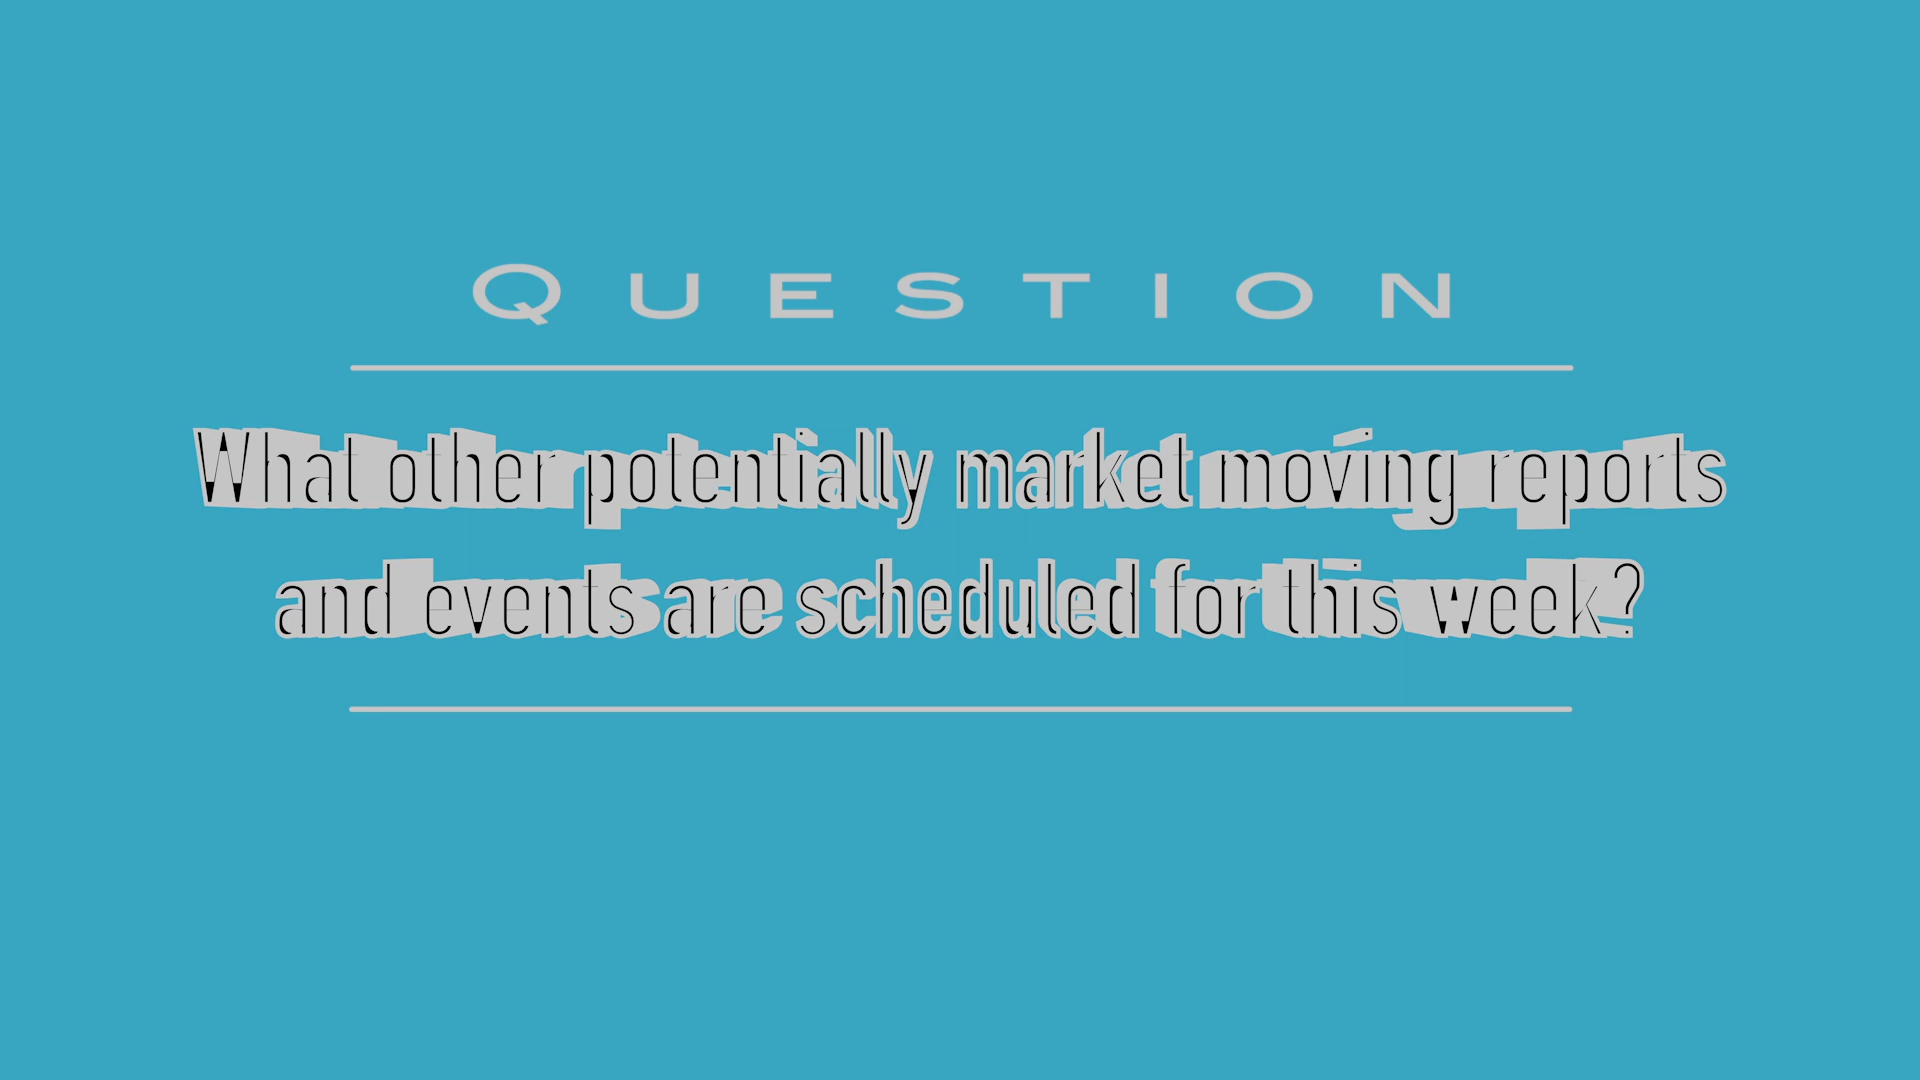 QUESTION
What other potentially market moving reports
and events are scheduled for this week?